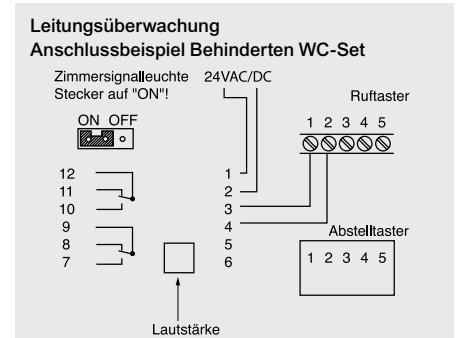 Leitungsüberwachung
Anschlussbeispiel Behinderten WC-Set
Zimmersignalleuchte 24VAC/DC
Stecker auf "ON"!
Ruftaster
ON OFF
1 2 3 4 5
12 1
11 2
10 3
9 4
Abstelltaster
8 5
1 2 3 4 5
7 6
Lautstärke